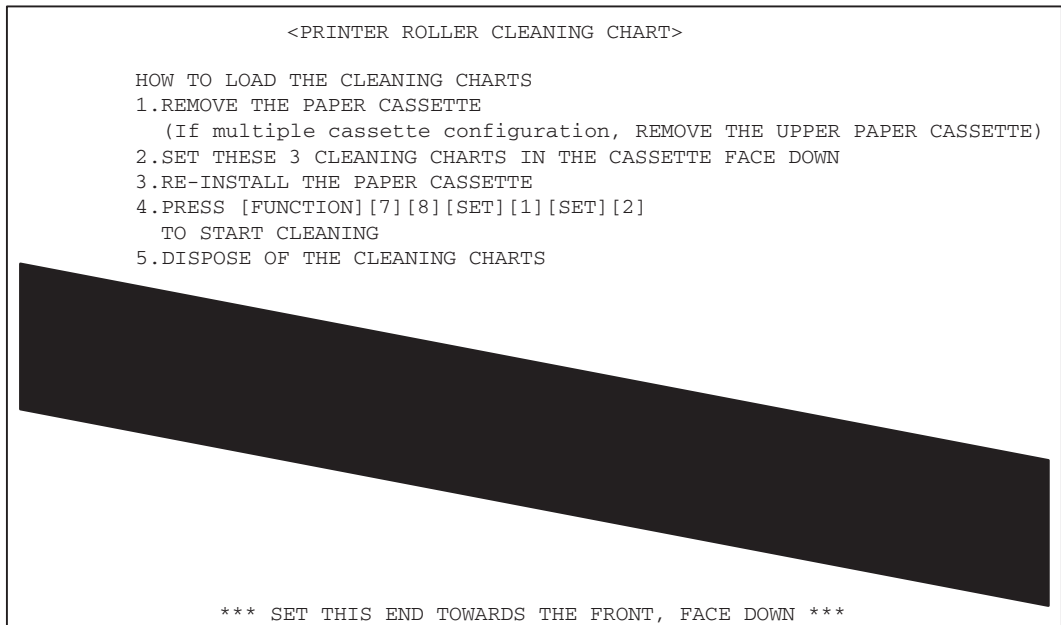 <PRINTER ROLLER CLEANING CHART>
HOW TO LOAD THE CLEANING CHARTS
1.REMOVE THE PAPER CASSETTE
(If multiple cassette configuration, REMOVE THE UPPER PAPER CASSETTE)
2.SET THESE 3 CLEANING CHARTS IN THE CASSETTE FACE DOWN
3.RE-INSTALL THE PAPER CASSETTE
4.PRESS [FUNCTION][7][8][SET][1][SET][2]
TO START CLEANING
5.DISPOSE OF THE CLEANING CHARTS
*** SET THIS END TOWARDS THE FRONT, FACE DOWN ***